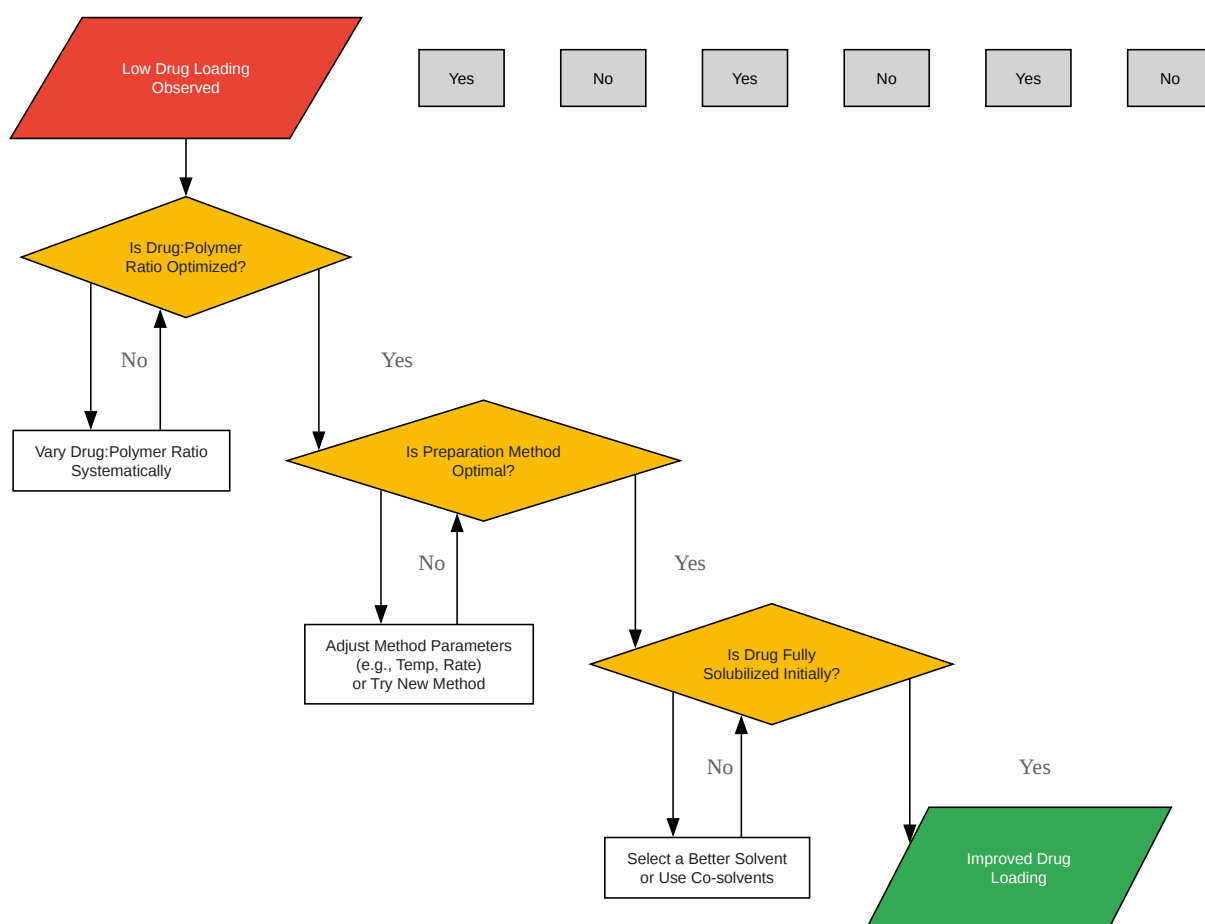 Low Drug Loading
Observed
Yes
No
Yes
No
Yes
No
Is Drug:Polymer
Ratio Optimized?
No
Yes
Vary Drug:Polymer Ratio
Systematically
Is Preparation Method
Optimal?
No
Yes
Adjust Method Parameters
(e.g., Temp, Rate)
or Try New Method
Is Drug Fully
Solubilized Initially?
No
Yes
Select a Better Solvent
or Use Co-solvents
Improved Drug
Loading